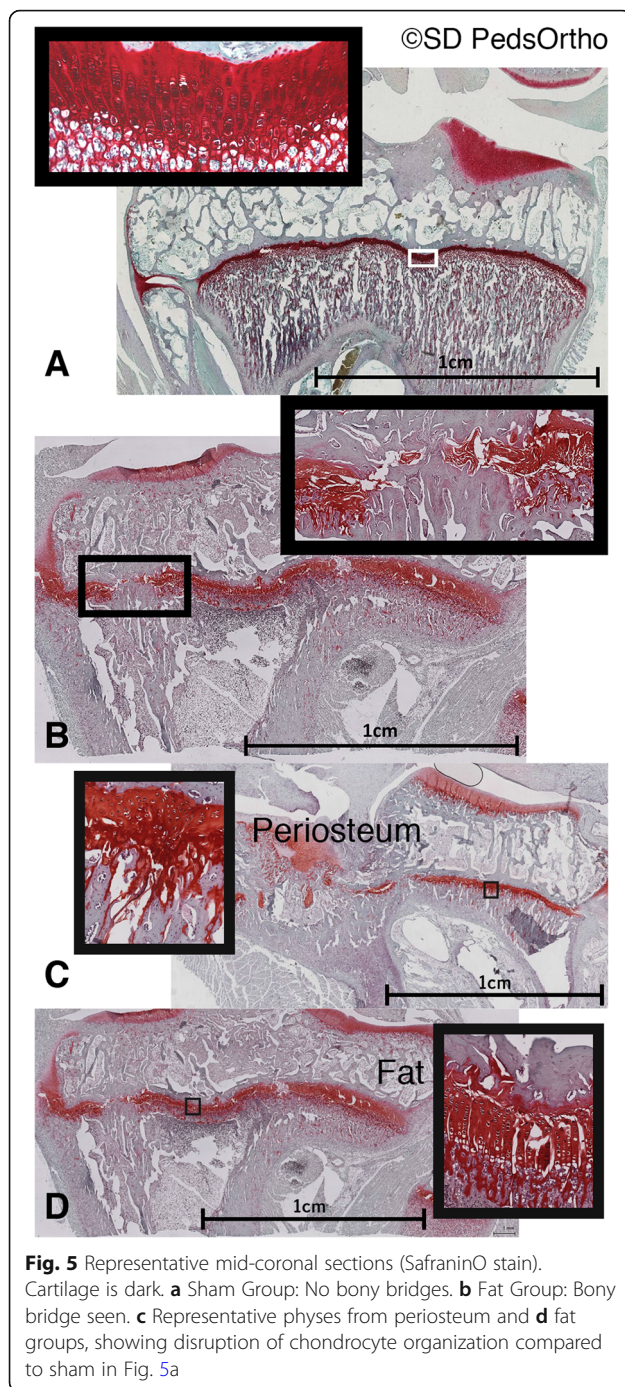 ©SD PedsOrtho
A
1cm
B
1cm
Periosteum
C
1cm
Fat
D
1cm
1 mm
Fig. 5 Representative mid-coronal sections (SafraninO stain).
Cartilage is dark. a Sham Group: No bony bridges. b Fat Group: Bony
bridge seen. c Representative physes from periosteum and d fat
groups, showing disruption of chondrocyte organization compared
to sham in Fig. 5a